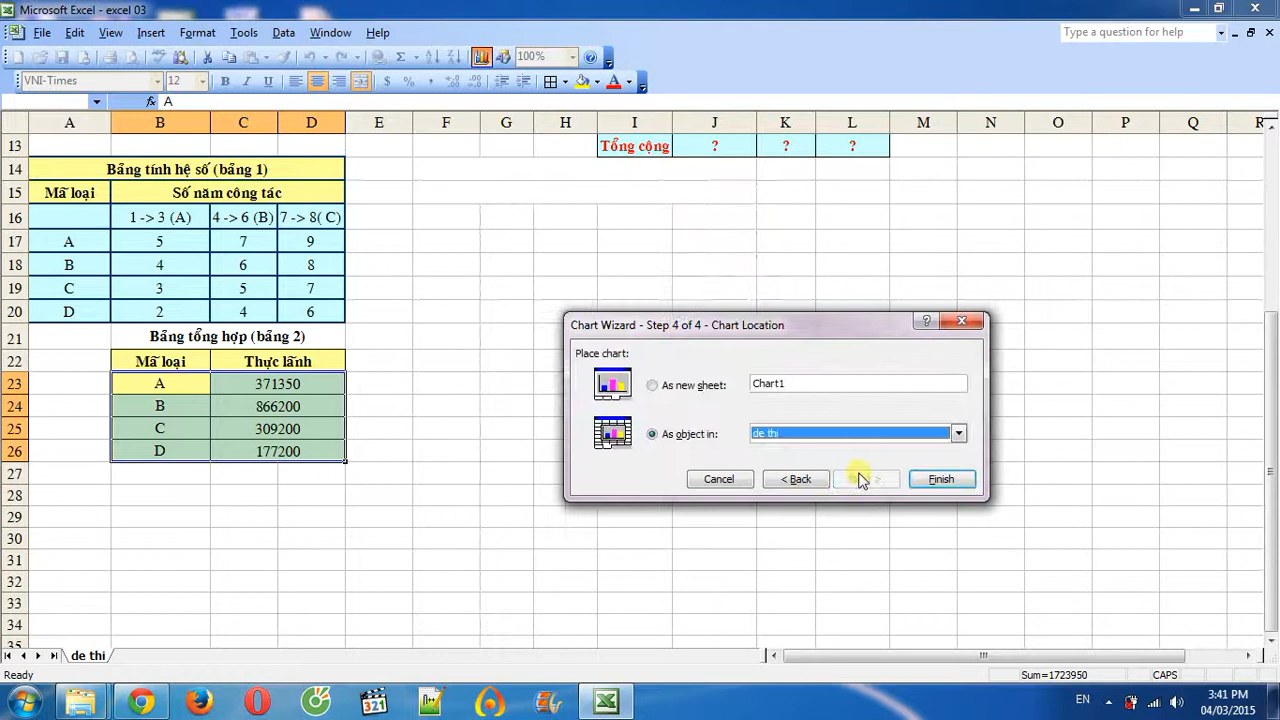 Microsoft Excel - excel 03
File Edit View Insert Format Tools Data Window Help
Type a question for help
100%
VNI-Times 12
fx A
A B C D E F G H I J K L M N O P Q R
13 Tổng cộng ? ? ?
14 Bảng tính hệ số (bảng 1)
15 Mã loại Số năm công tác
16 1 -> 3 (A) 4 -> 6 (B) 7 -> 8( C)
17 A 5 7 9
18 B 4 6 8
19 C 3 5 7
20 D 2 4 6
21 Bảng tổng hợp (bảng 2)
22 Mã loại Thực lãnh
23 A 371350
24 B 866200
25 C 309200
26 D 177200
27
28
29
30
31
32
33
34
35
Chart Wizard - Step 4 of 4 - Chart Location
Place chart:
As new sheet: Chart1
As object in: de thi
Cancel < Back > Finish
de thi
Ready Sum=1723950 CAPS
321
EN 3:41 PM
04/03/2015